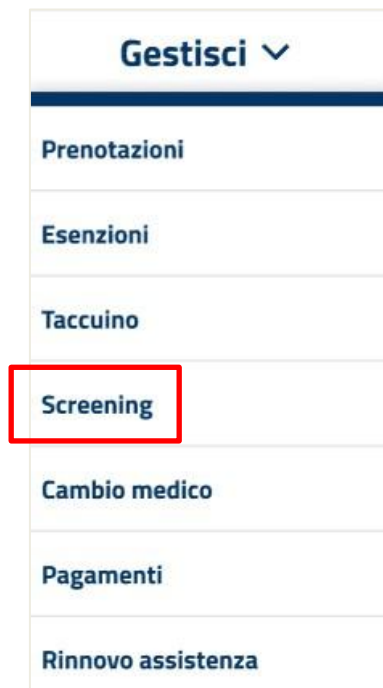 Gestisci
Prenotazioni
Esenzioni
Taccuino
Screening
Cambio medico
Pagamenti
Rinnovo assistenza